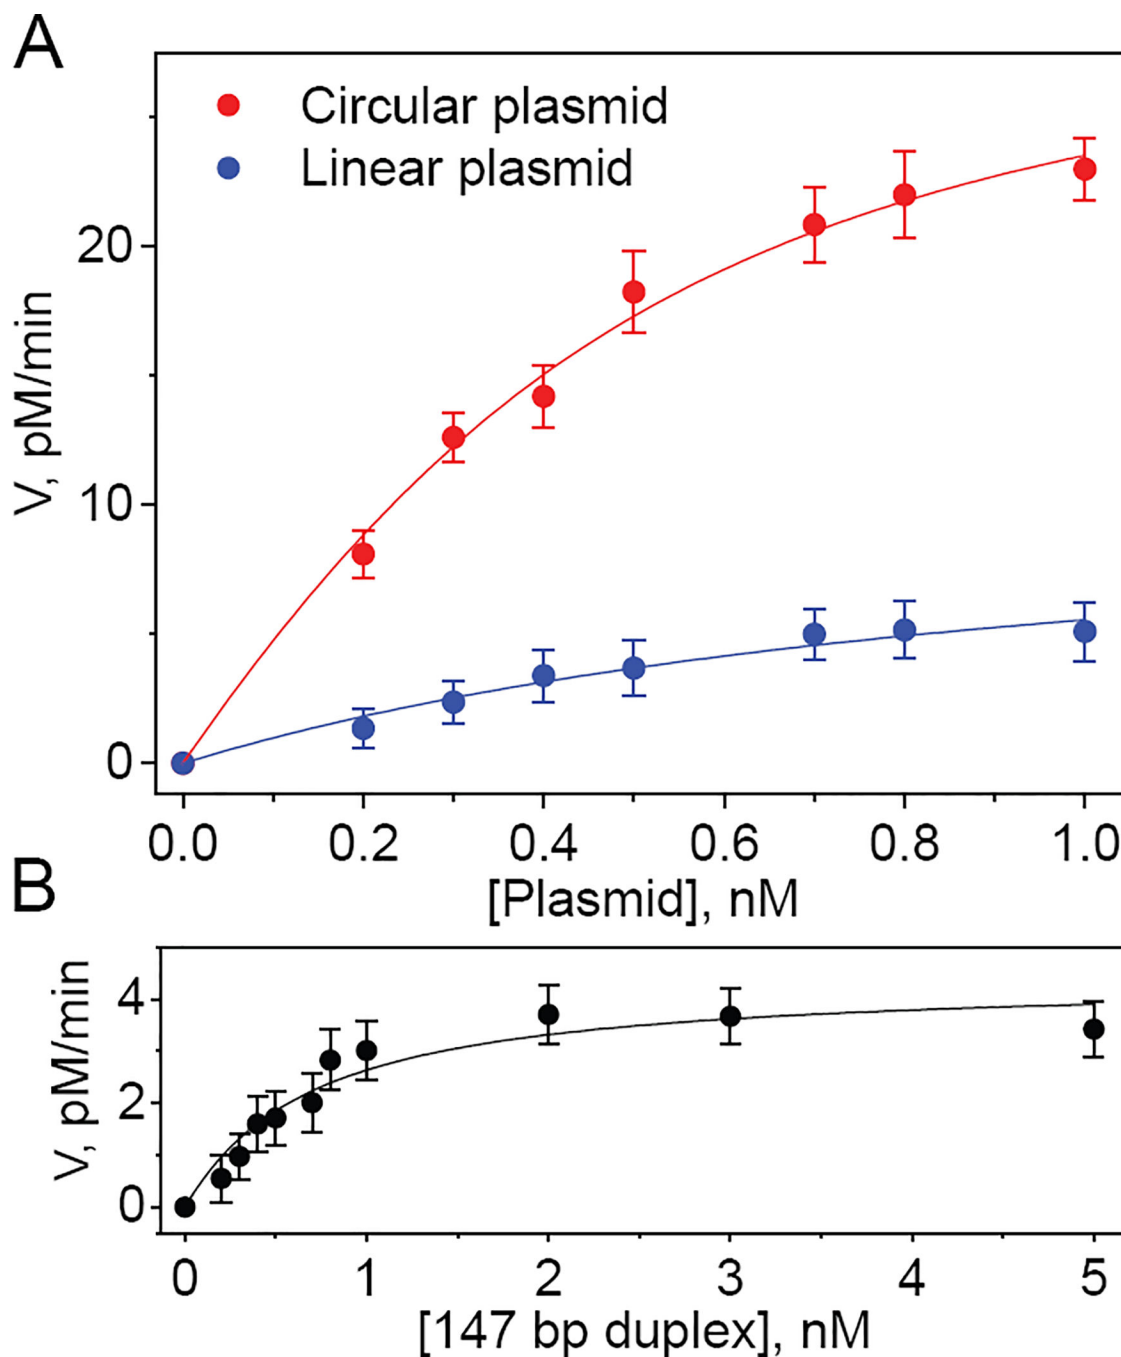 A
Circular plasmid
Linear plasmid
V, pM/min
20
10
0
0.0 0.2 0.4 0.6 0.8 1.0
[Plasmid], nM
B
V, pM/min
4
2
0
0 1 2 3 4 5
[147 bp duplex], nM